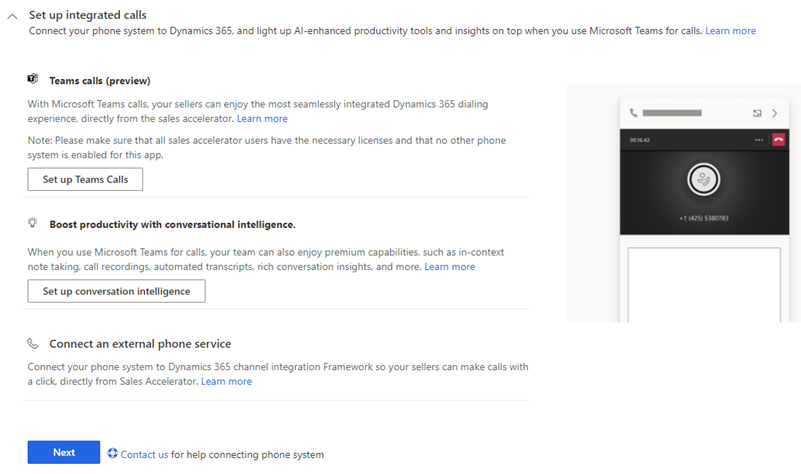 Set up integrated calls
Connect your phone system to Dynamics 365, and light up AI-enhanced productivity tools and insights on top when you use Microsoft Teams for calls. Learn more
Teams calls (preview)
With Microsoft Teams calls, your sellers can enjoy the most seamlessly integrated Dynamics 365 dialing
experience, directly from the sales accelerator. Learn more
Note: Please make sure that all sales accelerator users have the necessary licenses and that no other phone
system is enabled for this app.
Set up Teams Calls
Boost productivity with conversational intelligence.
When you use Microsoft Teams for calls, your team can also enjoy premium capabilities, such as in-context
note taking, call recordings, automated transcripts, rich conversation insights, and more. Learn more
Set up conversation intelligence
Connect an external phone service
Connect your phone system to Dynamics 365 channel integration Framework so your sellers can make calls with
a click, directly from Sales Accelerator. Learn more
Next
Contact us for help connecting phone system
00:16:42
+1 (425) 5380783